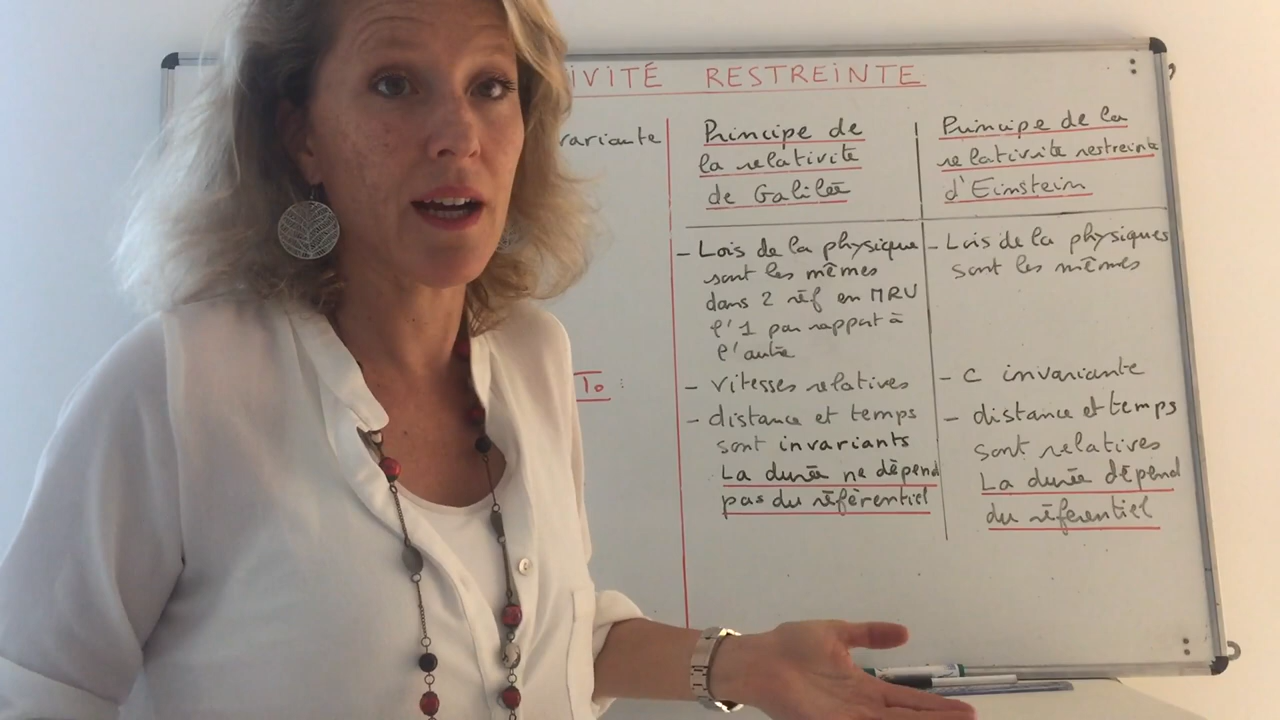 IVITÉ RESTREINTE
variante
To :
Principe de
la relativité
de Galilée
- Lois de la physique
sont les mêmes
dans 2 réf en MRU
l'1 par rapport à
l'autre
- vitesses relatives
- distance et temps
sont invariants
La durée ne dépend
pas du référentiel
Principe de la
relativité restreinte
d'Einstein
- Lois de la physiques
sont les mêmes
- C invariante
- distance et temps
sont relatives
La durée dépend
du référentiel